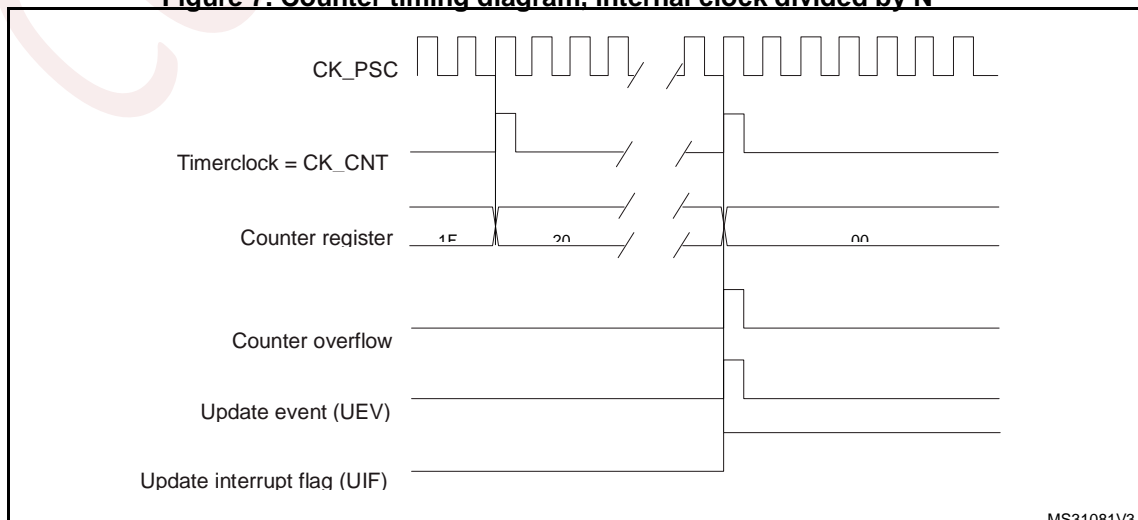 Figure 7. Counter timing diagram, internal clock divided by N
CK_PSC
Timerclock = CK_CNT
Counter register
1F
20
00
Counter overflow
Update event (UEV)
Update interrupt flag (UIF)
MS31081V3